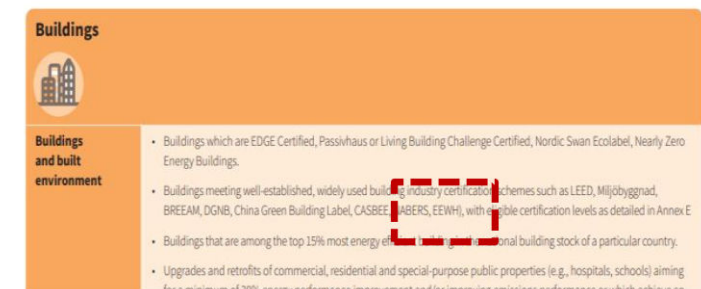 Buildings
Buildings
and built
environment
• Buildings which are EDGE Certified, Passivhaus or Living Building Challenge Certified, Nordic Swan Ecolabel, Nearly Zero
Energy Buildings.
• Buildings meeting well-established, widely used building industry certification schemes such as LEED, Miljöbyggnad,
BREEAM, DGNB, China Green Building Label, CASBEE, NABERS, EEWH), with eligible certification levels as detailed in Annex E
• Buildings that are among the top 15% most energy efficient building in the national building stock of a particular country.
• Upgrades and retrofits of commercial, residential and special-purpose public properties (e.g., hospitals, schools) aiming